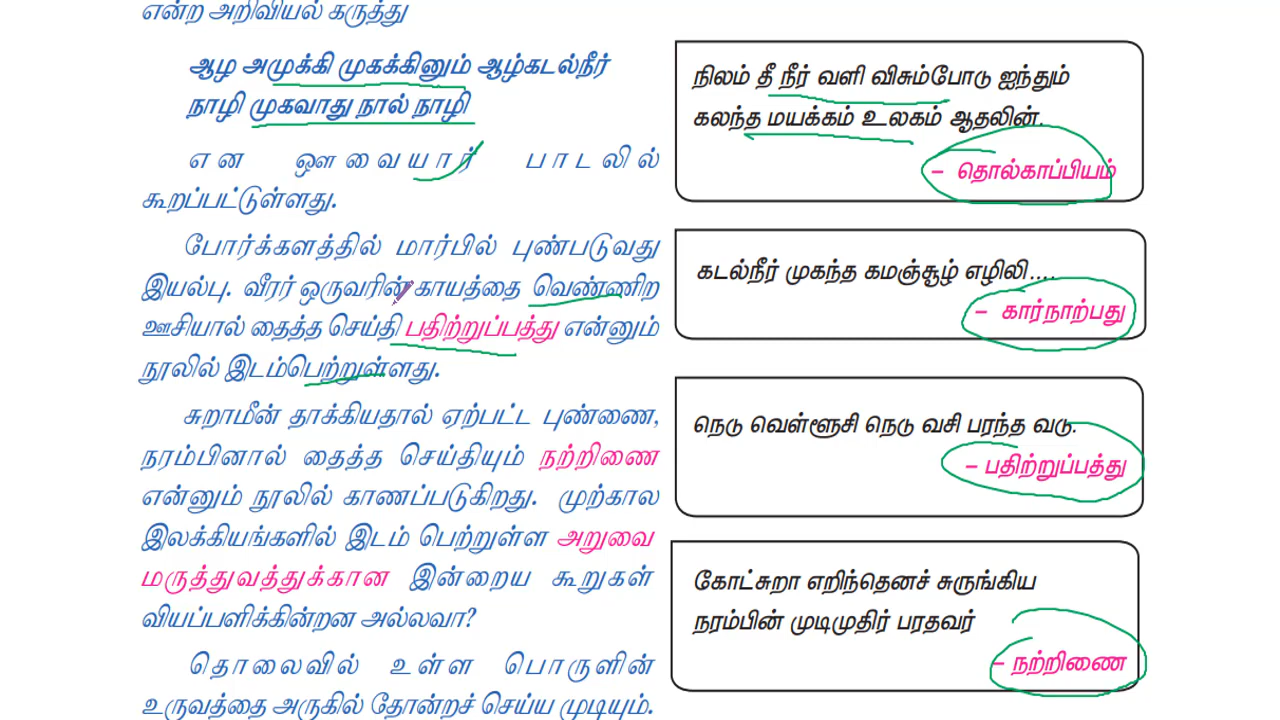 என்ற அறிவியல் கருத்து
ஆழ அமுக்கி முகக்கினும் ஆழ்கடல்நீர்
நாழி முகவாது நால் நாழி
என ஔவையார் பாடலில்
கூறப்பட்டுள்ளது.
போர்க்களத்தில் மார்பில் புண்படுவது
இயல்பு. வீரர் ஒருவரின் காயத்தை வெண்ணிற
ஊசியால் தைத்த செய்தி பதிற்றுப்பத்து என்னும்
நூலில் இடம்பெற்றுள்ளது.
சுறாமீன் தாக்கியதால் ஏற்பட்ட புண்ணை,
நரம்பினால் தைத்த செய்தியும் நற்றிணை
என்னும் நூலில் காணப்படுகிறது. முற்கால
இலக்கியங்களில் இடம் பெற்றுள்ள அறுவை
மருத்துவத்துக்கான இன்றைய கூறுகள்
வியப்பளிக்கின்றன அல்லவா?
தொலைவில் உள்ள பொருளின்
உருவத்தை அருகில் தோன்றச் செய்ய முடியும்.
நிலம் தீ நீர் வளி விசும்போடு ஐந்தும்
கலந்த மயக்கம் உலகம் ஆதலின்.
– தொல்காப்பியம்
கடல்நீர் முகந்த கமஞ்சூழ் எழிலி....
– கார்நாற்பது
நெடு வெள்ளூசி நெடு வசி பரந்த வடு.
– பதிற்றுப்பத்து
கோட்சுறா எறிந்தெனச் சுருங்கிய
நரம்பின் முடிமுதிர் பரதவர்
– நற்றிணை